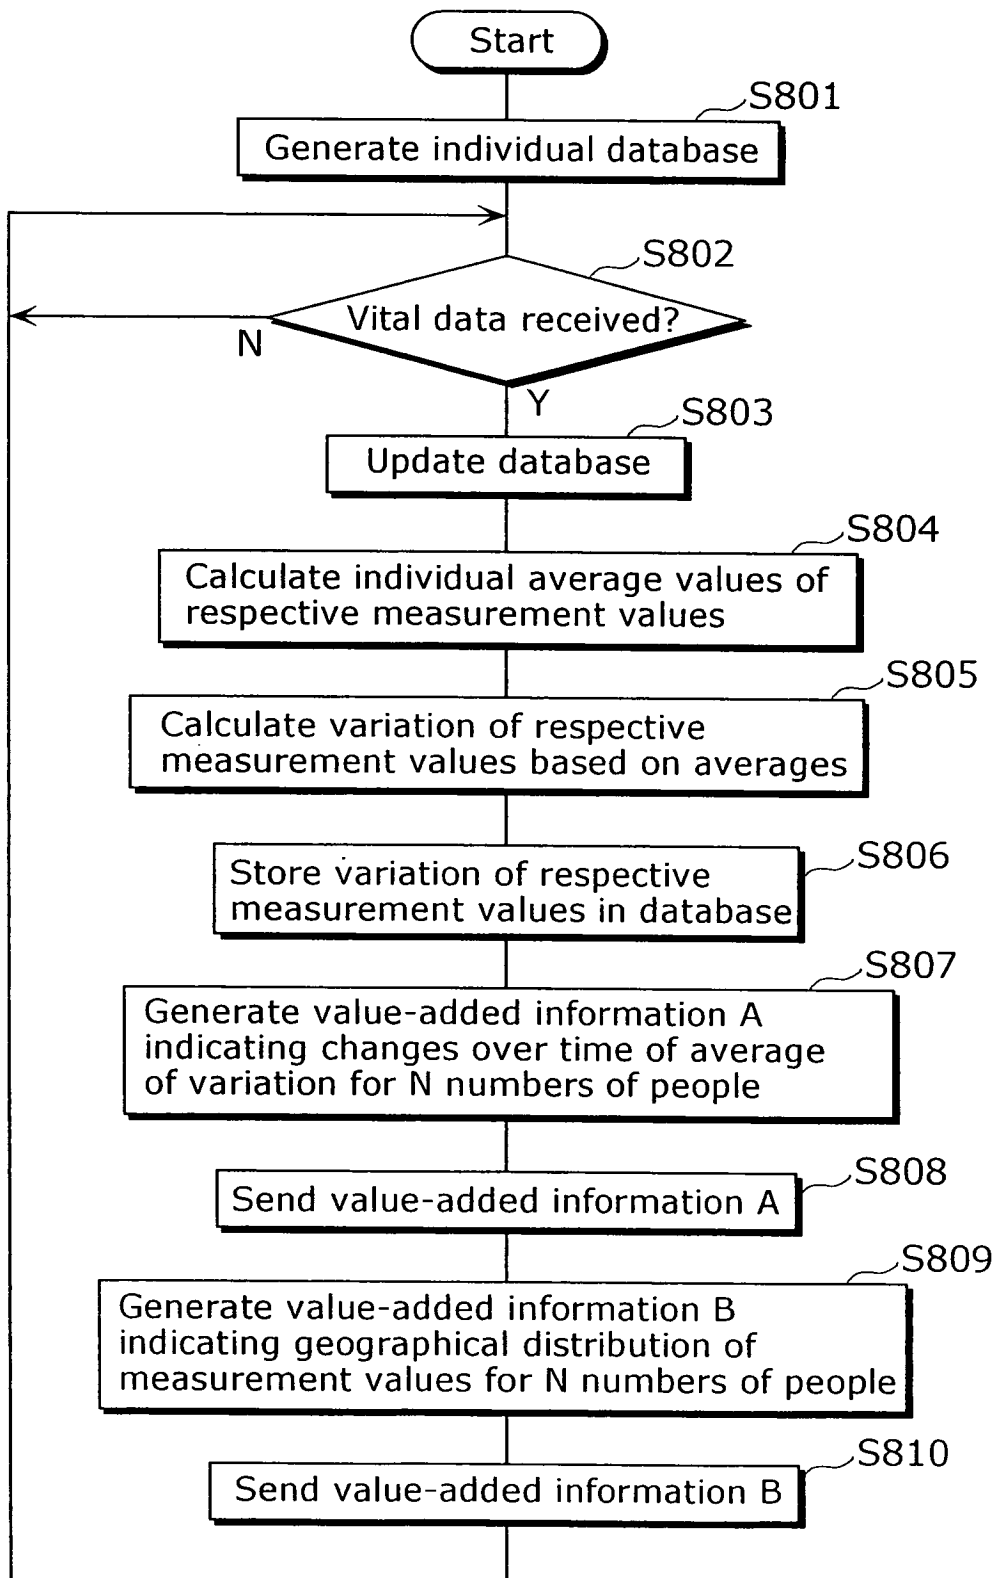 Start
S801
Generate individual database
S802
Vital data received?
N
Y
S803
Update database
S804
Calculate individual average values of
respective measurement values
S805
Calculate variation of respective
measurement values based on averages
S806
Store variation of respective
measurement values in database
S807
Generate value-added information A
indicating changes over time of average
of variation for N numbers of people
S808
Send value-added information A
S809
Generate value-added information B
indicating geographical distribution of
measurement values for N numbers of people
S810
Send value-added information B